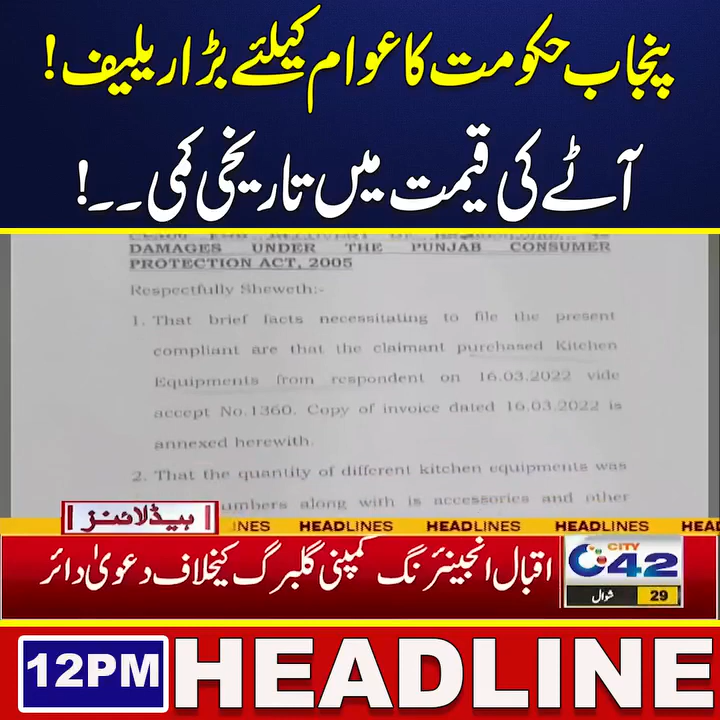 پنجاب حکومت کا عوام کیلئے بڑا ریلیف!
آٹے کی قیمت میں تاریخی کمی۔۔!
DAMAGES UNDER THE PUNJAB CONSUMER
PROTECTION ACT, 2005
Respectfully Sheweth:-
1. That brief facts necessitating to file the present
compliant are that the claimant purchased Kitchen
Equipments from respondent on 16.03.2022 vide
accept No.1360. Copy of invoice dated 16.03.2022 is
annexed herewith.
2. That the quantity of different kitchen equipments was
umbers along with is accessories and other
ہیڈلائنز
INES HEADLINES HEADLINES HEADLINES HEA
اقبال انجینئرنگ کمپنی گلبرگ کیخلاف دعویٰ دائر
CITY 42
شوال 29
12PM HEADLINE